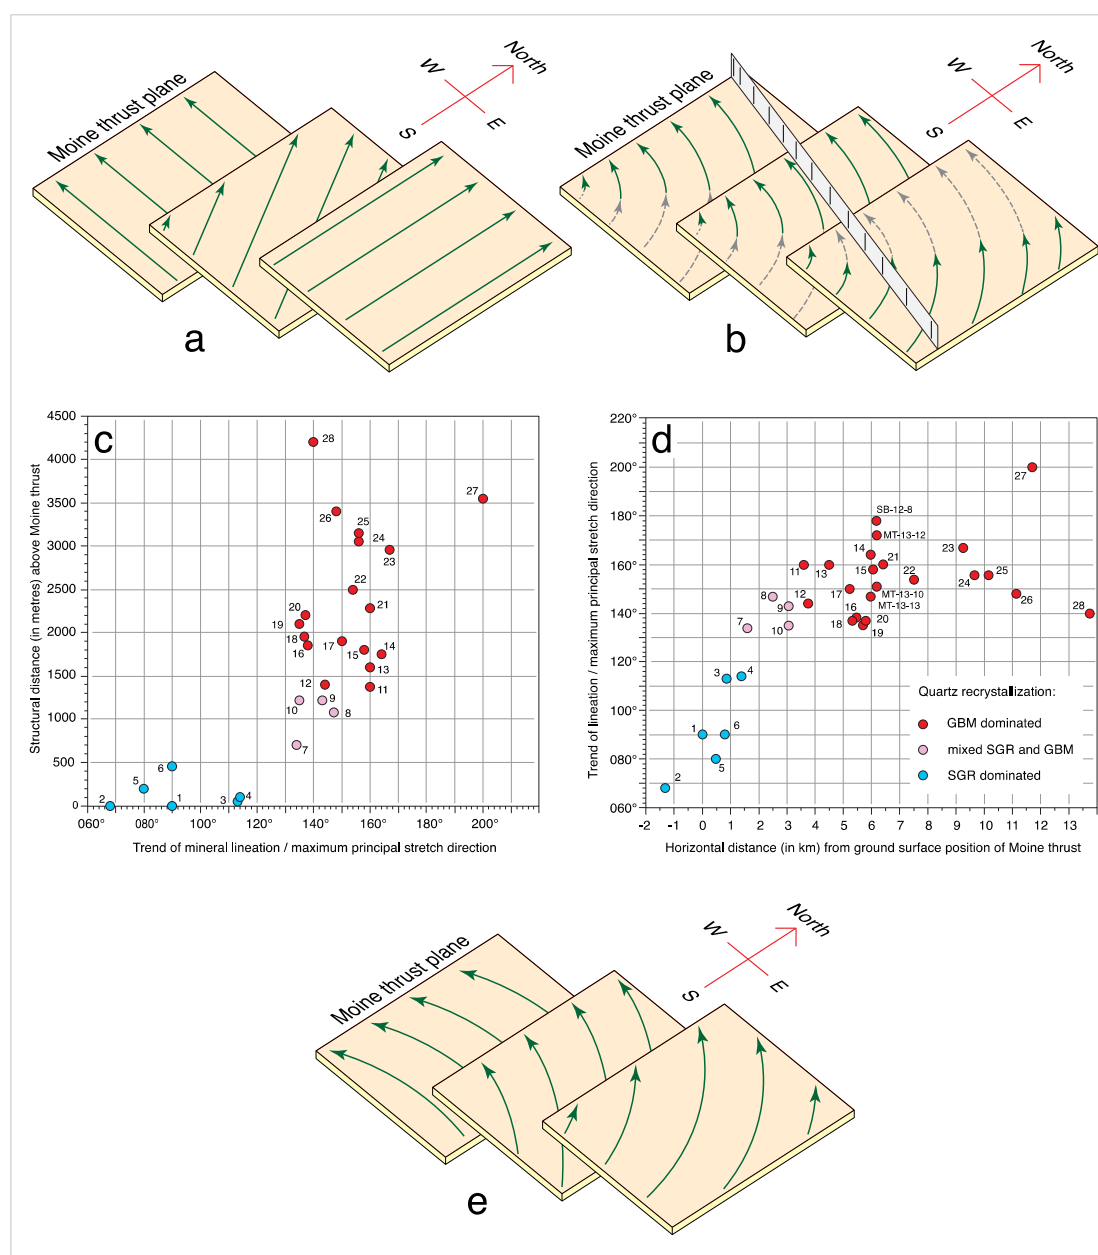 Moine thrust plane
W
North
S
E
a
Moine thrust plane
W
North
S
E
b
c
Structural distance (in metres) above Moine thrust
4500
4000
3500
3000
2500
2000
1500
1000
500
0
28
27
26
25
24
23
22
21
20
19
18
17
16
15
14
13
12
11
10
9
8
7
6
5
4
3
2
1
060°
080°
100°
120°
140°
160°
180°
200°
Trend of mineral lineation / maximum principal stretch direction
d
Trend of lineation / maximum principal stretch direction
220°
200°
180°
160°
140°
120°
100°
080°
060°
27
SB-12-8
MT-13-12
14
23
21
11
13
15
22
24
25
8
17
MT-13-10
26
9
12
MT-13-13
28
16
7
10
18
20
19
3
4
1
6
5
2
Quartz recrystallization:
GBM dominated
mixed SGR and GBM
SGR dominated
-2 -1 0 1 2 3 4 5 6 7 8 9 10 11 12 13
Horizontal distance (in km) from ground surface position of Moine thrust
Moine thrust plane
W
North
S
E
e